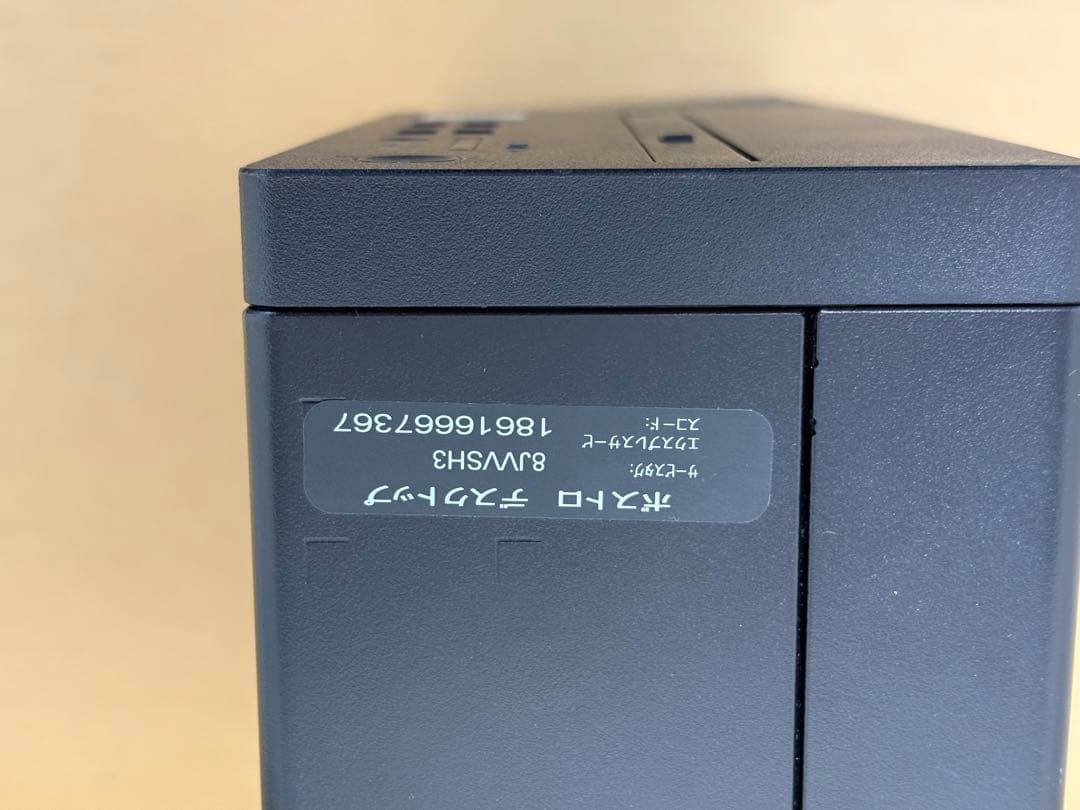 ボストロ　デスクトップ
サービスタグ: 8JVVSH3
エクスプレスサービ
スコード: 18616667367